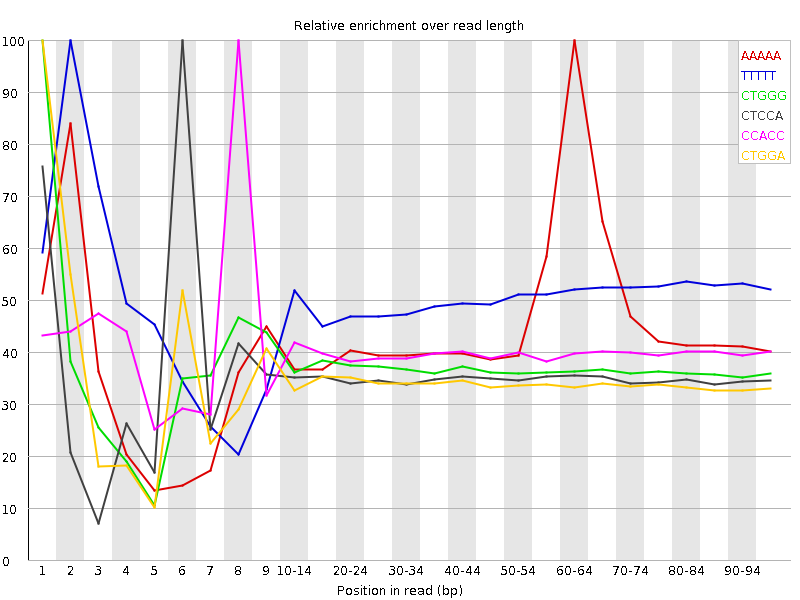 Relative enrichment over read length
100
90
80
70
60
50
40
30
20
10
0
AAAAA
TTTTT
CTGGG
CTCCA
CCACC
CTGGA
1 2 3 4 5 6 7 8 9 10-14 20-24 30-34 40-44 50-54 60-64 70-74 80-84 90-94
Position in read (bp)